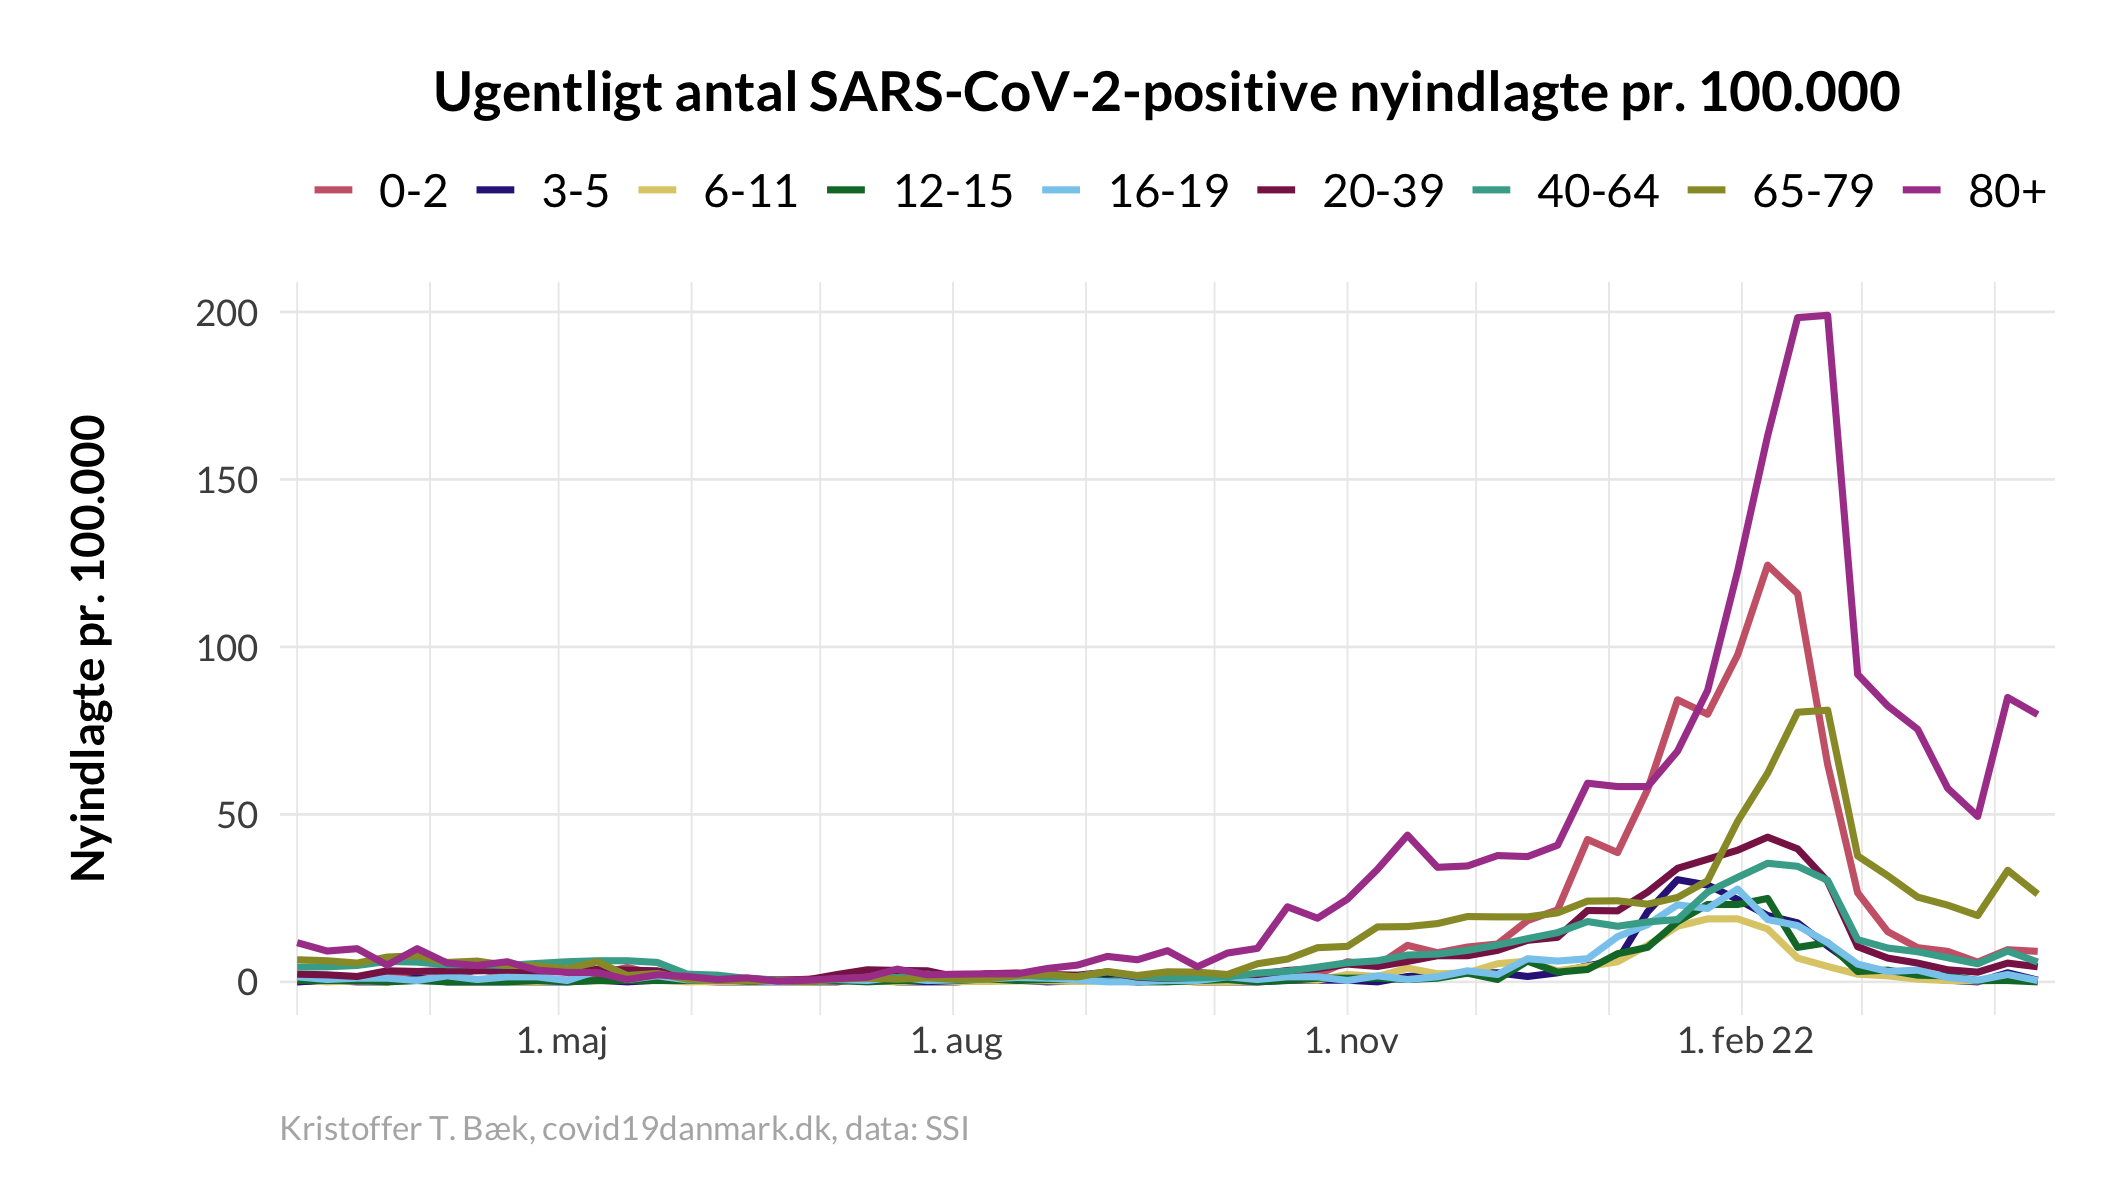 Ugentligt antal SARS-CoV-2-positive nyindlagte pr. 100.000
0-2 3-5 6-11 12-15 16-19 20-39 40-64 65-79 80+
Nyindlagte pr. 100.000
200
150
100
50
0
1. maj 1. aug 1. nov 1. feb 22
Kristoffer T. Bæk, covid19danmark.dk, data: SSI